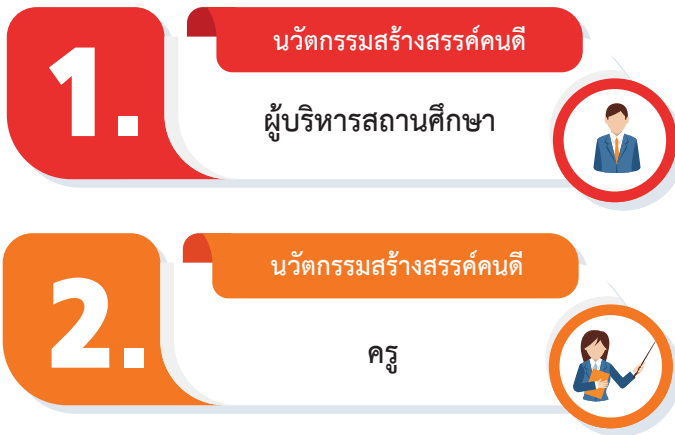 1.
นวัตกรรมสร้างสรรค์คนดี
ผู้บริหารสถานศึกษา
2.
นวัตกรรมสร้างสรรค์คนดี
ครู